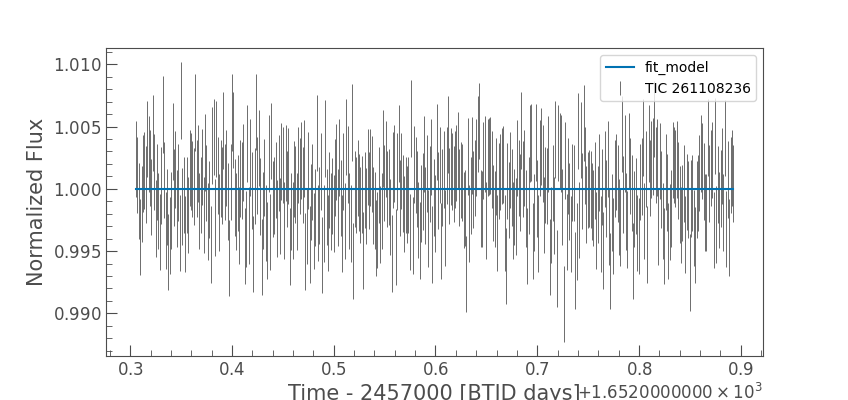 fit_model
TIC 261108236
1.010
1.005
1.000
0.995
0.990
Normalized Flux
0.3 0.4 0.5 0.6 0.7 0.8 0.9
Time - 2457000 [BTJD days]
+1.6520000000 × 10³